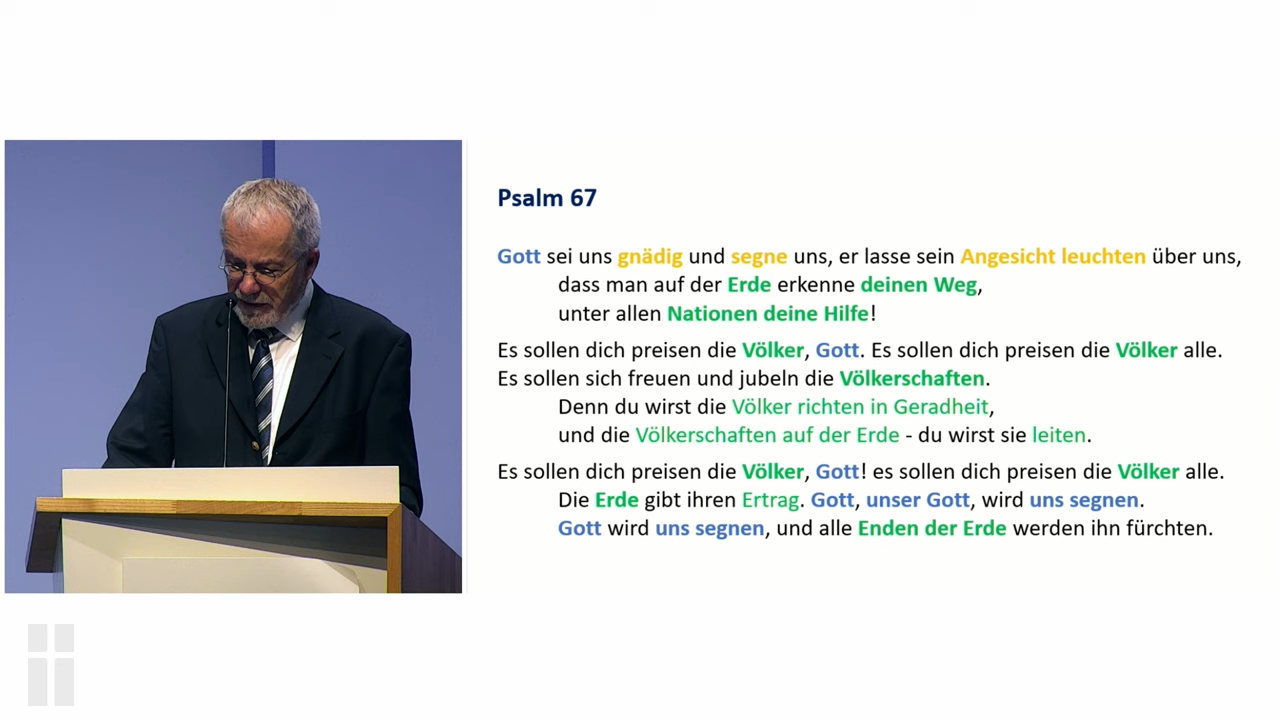 Psalm 67
Gott sei uns gnädig und segne uns, er lasse sein Angesicht leuchten über uns,
dass man auf der Erde erkenne deinen Weg,
unter allen Nationen deine Hilfe!
Es sollen dich preisen die Völker, Gott. Es sollen dich preisen die Völker alle.
Es sollen sich freuen und jubeln die Völkerschaften.
Denn du wirst die Völker richten in Geradheit,
und die Völkerschaften auf der Erde - du wirst sie leiten.
Es sollen dich preisen die Völker, Gott! es sollen dich preisen die Völker alle.
Die Erde gibt ihren Ertrag. Gott, unser Gott, wird uns segnen.
Gott wird uns segnen, und alle Enden der Erde werden ihn fürchten.